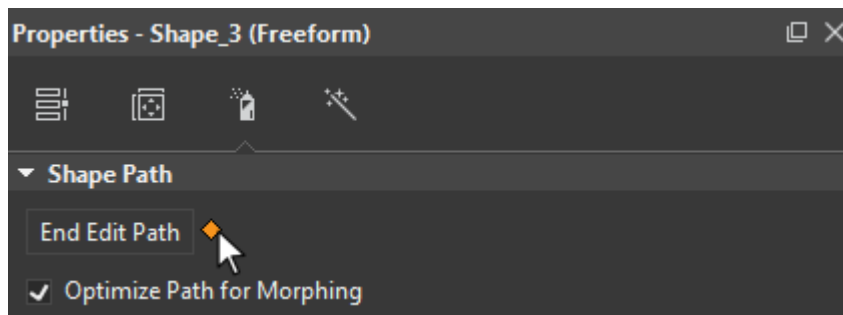 Properties - Shape_3 (Freeform)
Shape Path
End Edit Path
Optimize Path for Morphing